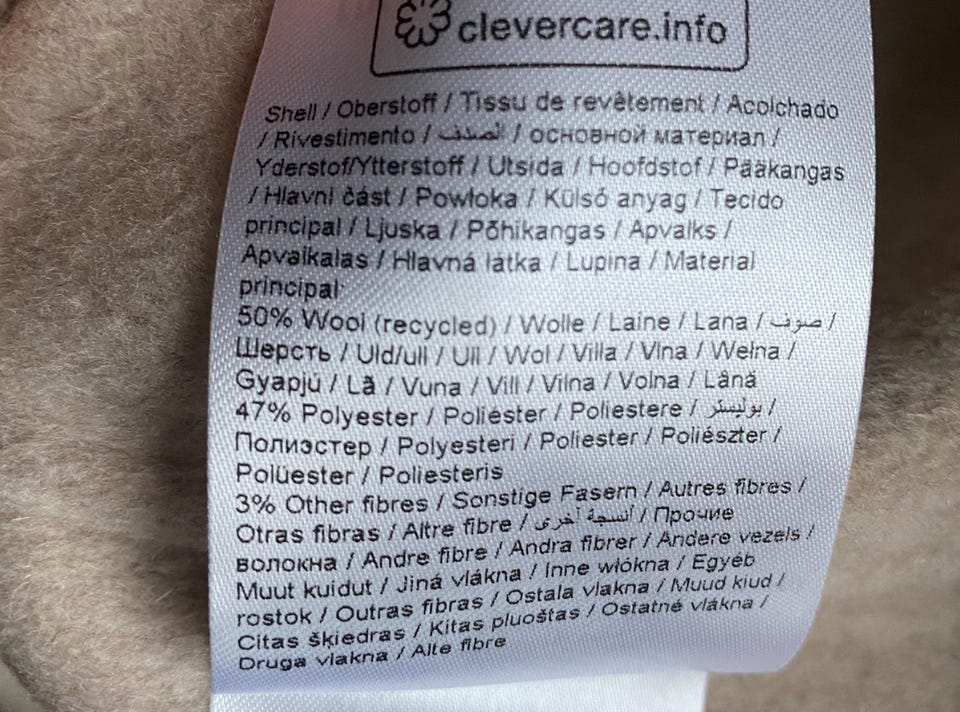 clevercare.info
Shell / Oberstoff / Tissu de revêtement / Acolchado
/ Rivestimento / الصدف / основной материал /
Yderstof/Ytterstoff / Utsida / Hoofdstof / Pääkangas
/ Hlavní část / Powłoka / Külső anyag / Tecido
principal / Ljuska / Põhikangas / Apvalks /
Apvalkalas / Hlavná látka / Lupina / Material
principal
50% Wool (recycled) / Wolle / Laine / Lana / صوف /
Шерсть / Uld/ull / Ull / Wol / Villa / Vlna / Wełna /
Gyapjú / Lã / Vuna / Vill / Vilna / Volna / Lână
47% Polyester / Poliéster / Poliestere / بوليستر /
Полиэстер / Polyesteri / Poliester / Poliészter /
Polüester / Poliesteris
3% Other fibres / Sonstige Fasern / Autres fibres /
Otras fibras / Altre fibre / أنسجة أخرى / Прочие
волокна / Andre fibre / Andra fibrer / Andere vezels /
Muut kuidut / Jiná vlákna / Inne włókna / Egyéb
rostok / Outras fibras / Ostala vlakna / Muud kiud /
Citas šķiedras / Kitas pluoštas / Ostatné vlákna /
Druga vlakna / Alte fibre